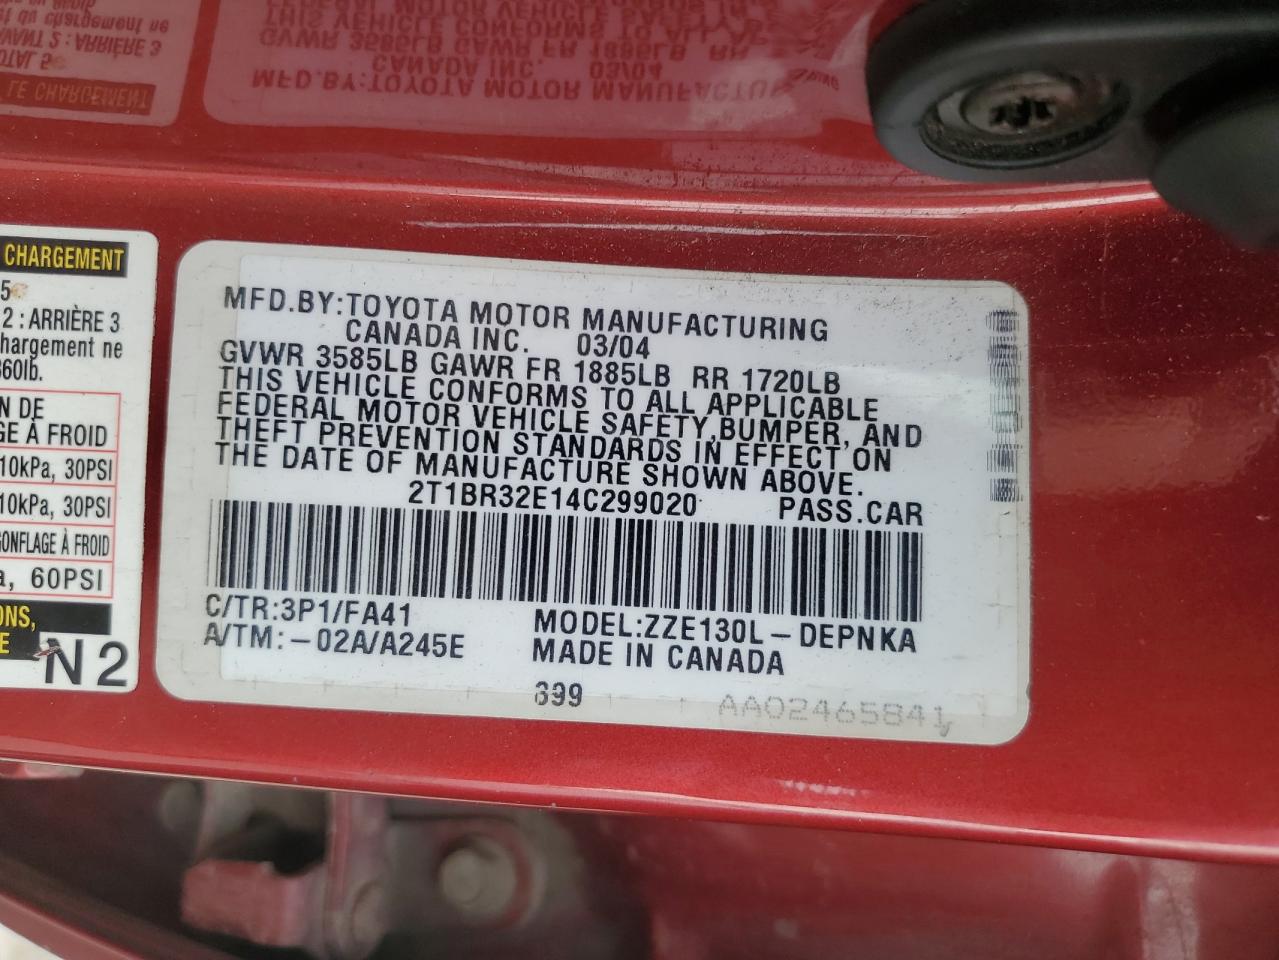 CHARGEMENT
5
2 : ARRIÈRE 3
hargement ne
360lb.
N DE
GE À FROID
10kPa, 30PSI
10kPa, 30PSI
GONFLAGE À FROID
a, 60PSI
ONS,
E
N2
MFD.BY:TOYOTA MOTOR MANUFACTURING
CANADA INC. 03/04
GVWR 3585LB GAWR FR 1885LB RR 1720LB
THIS VEHICLE CONFORMS TO ALL APPLICABLE
FEDERAL MOTOR VEHICLE SAFETY,BUMPER, AND
THEFT PREVENTION STANDARDS IN EFFECT ON
THE DATE OF MANUFACTURE SHOWN ABOVE.
2T1BR32E14C299020 PASS.CAR
C/TR:3P1/FA41
A/TM:-02A/A245E
MODEL:ZZE130L-DEPNKA
MADE IN CANADA
399
AA02465841